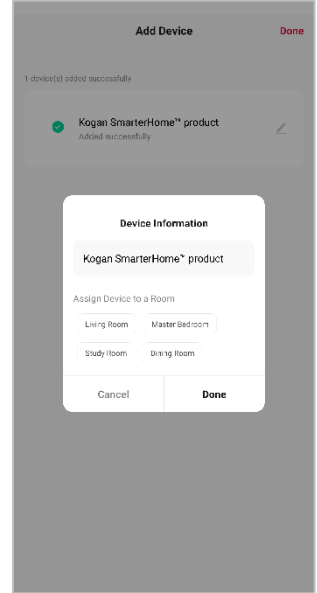 Add Device Done
1 device(s) added successfully
Kogan SmarterHome™ product
Added successfully
Device Information
Kogan SmarterHome™ product
Assign Device to a Room
Living Room Master Bedroom
Study Room Dining Room
Cancel Done